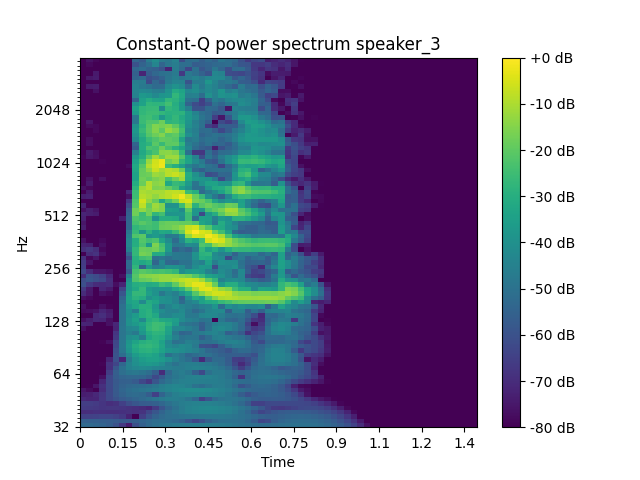 Constant-Q power spectrum speaker_3
Hz
2048
1024
512
256
128
64
32
0 0.15 0.3 0.45 0.6 0.75 0.9 1.1 1.2 1.4
Time
+0 dB
-10 dB
-20 dB
-30 dB
-40 dB
-50 dB
-60 dB
-70 dB
-80 dB